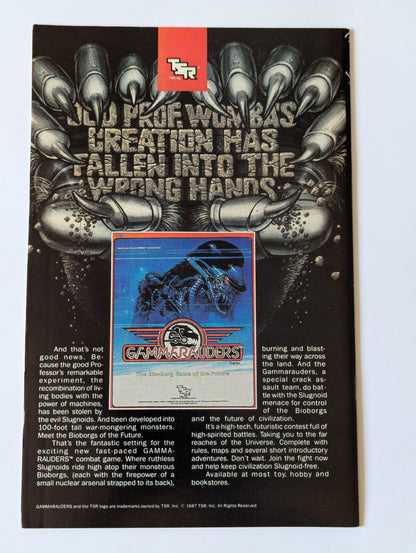 TSR
TSR, Inc.
OLD PROF. WOMBAS'
CREATION HAS
FALLEN INTO THE
WRONG HANDS.
GAMMARAUDERS
Game
The Bio-Borg Game of the Future
TSR
And that's not
good news. Be-
cause the good Pro-
fessor's remarkable
experiment, the
recombination of liv-
ing bodies with the
power of machines,
has been stolen by
the evil Slugnoids. And been developed into
100-foot tall war-mongering monsters.
Meet the Bioborgs of the Future.
That's the fantastic setting for the
exciting new fast-paced GAMMA-
RAUDERS™ combat game. Where ruthless
Slugnoids ride high atop their monstrous
Bioborgs, (each with the firepower of a
small nuclear arsenal strapped to its back),
burning and blast-
ing their way across
the land. And the
Gammarauders, a
special crack as-
sault team, do bat-
tle with the Slugnoid
menace for control
of the Bioborgs
and the future of civilization.
It's a high-tech, futuristic contest full of
high-spirited battles. Taking you to the far
reaches of the Universe. Complete with
rules, maps and several short introductory
adventures. Don't wait. Join the fight now
and help keep civilization Slugnoid-free.
Available at most toy, hobby and
bookstores.
GAMMARAUDERS and the TSR logo are trademarks owned by TSR, Inc. © 1987 TSR, Inc. All Rights Reserved.